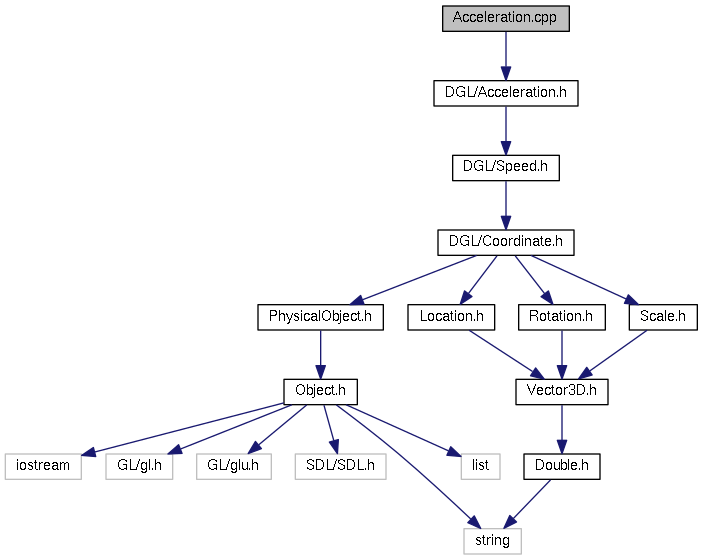 Acceleration.cpp
DGL/Acceleration.h
DGL/Speed.h
DGL/Coordinate.h
PhysicalObject.h
Location.h
Rotation.h
Scale.h
Object.h
Vector3D.h
iostream
GL/gl.h
GL/glu.h
SDL/SDL.h
list
Double.h
string